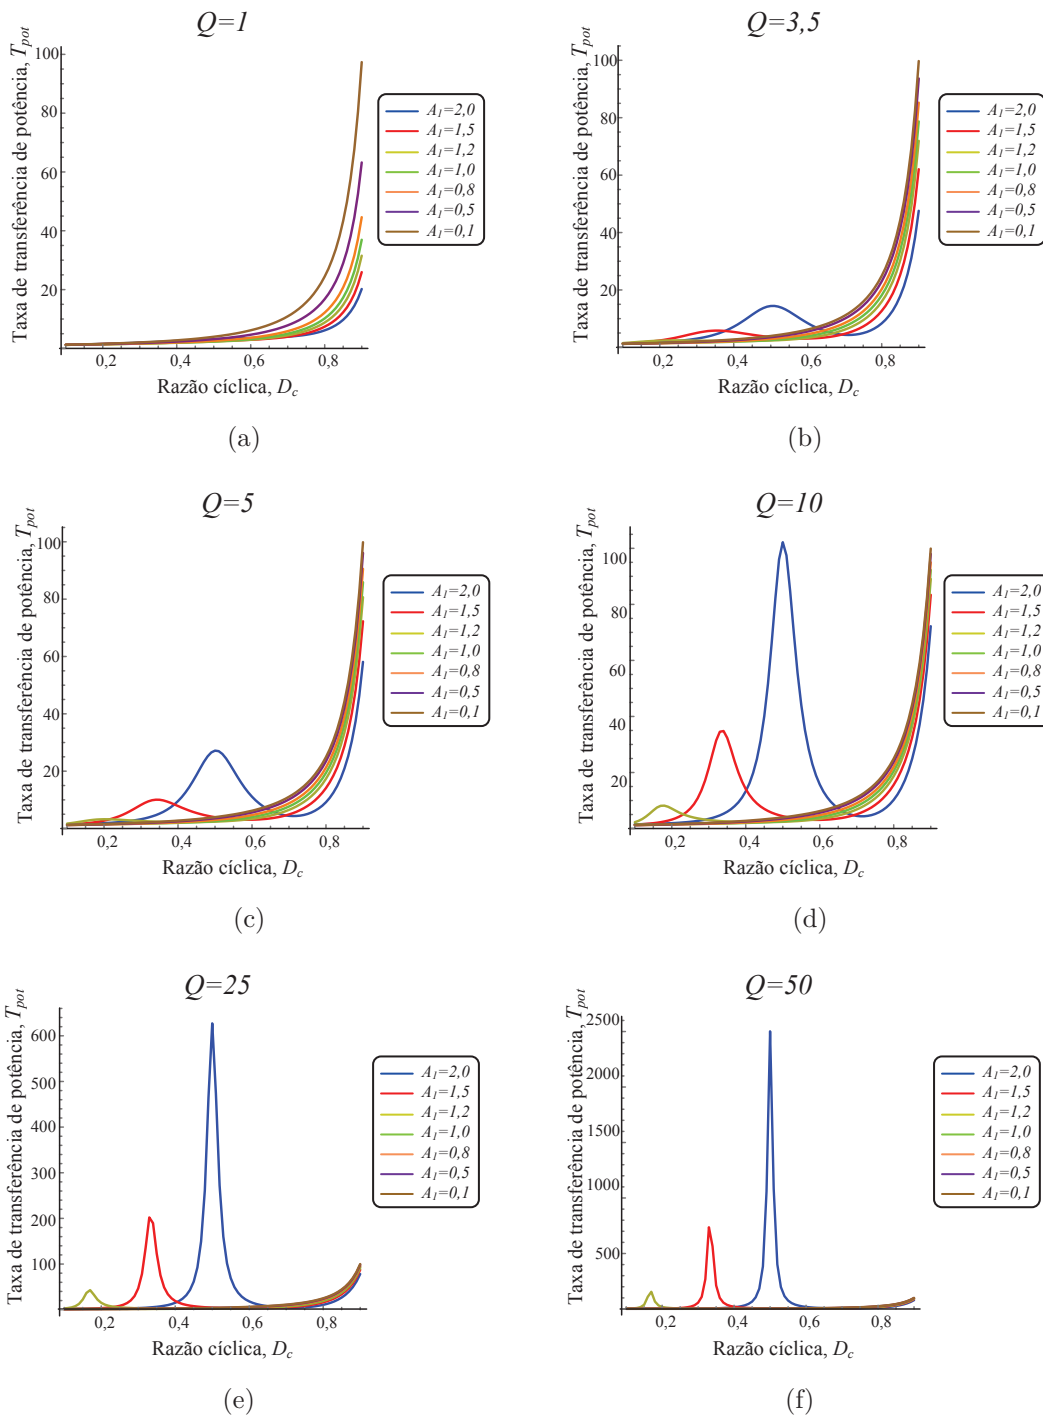 Q=1
Taxa de transferência de potência, T_pot
100
80
60
40
20
0,2
0,4
0,6
0,8
Razão cíclica, D_c
A_1=2,0
A_1=1,5
A_1=1,2
A_1=1,0
A_1=0,8
A_1=0,5
A_1=0,1
(a)
Q=3,5
Taxa de transferência de potência, T_pot
100
80
60
40
20
0,2
0,4
0,6
0,8
Razão cíclica, D_c
A_1=2,0
A_1=1,5
A_1=1,2
A_1=1,0
A_1=0,8
A_1=0,5
A_1=0,1
(b)
Q=5
Taxa de transferência de potência, T_pot
100
80
60
40
20
0,2
0,4
0,6
0,8
Razão cíclica, D_c
A_1=2,0
A_1=1,5
A_1=1,2
A_1=1,0
A_1=0,8
A_1=0,5
A_1=0,1
(c)
Q=10
Taxa de transferência de potência, T_pot
100
80
60
40
20
0,2
0,4
0,6
0,8
Razão cíclica, D_c
A_1=2,0
A_1=1,5
A_1=1,2
A_1=1,0
A_1=0,8
A_1=0,5
A_1=0,1
(d)
Q=25
Taxa de transferência de potência, T_pot
600
500
400
300
200
100
0,2
0,4
0,6
0,8
Razão cíclica, D_c
A_1=2,0
A_1=1,5
A_1=1,2
A_1=1,0
A_1=0,8
A_1=0,5
A_1=0,1
(e)
Q=50
Taxa de transferência de potência, T_pot
2500
2000
1500
1000
500
0,2
0,4
0,6
0,8
Razão cíclica, D_c
A_1=2,0
A_1=1,5
A_1=1,2
A_1=1,0
A_1=0,8
A_1=0,5
A_1=0,1
(f)